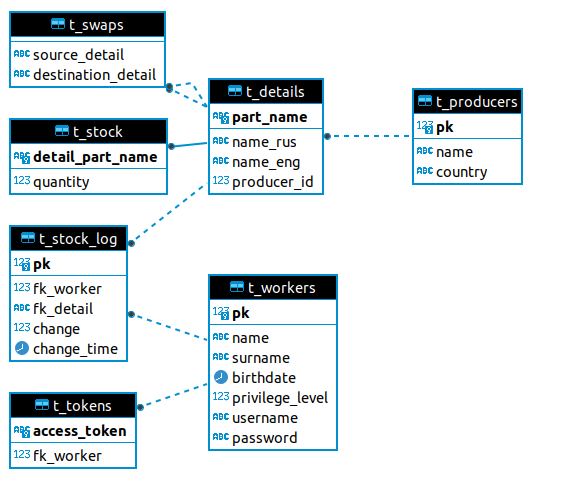 t_swaps
ABC source_detail
ABC destination_detail
t_stock
ABC detail_part_name
123 quantity
t_stock_log
123 pk
123 fk_worker
ABC fk_detail
123 change
change_time
t_tokens
ABC access_token
123 fk_worker
t_details
ABC part_name
ABC name_rus
ABC name_eng
123 producer_id
t_workers
123 pk
ABC name
ABC surname
birthdate
123 privilege_level
ABC username
ABC password
t_producers
123 pk
ABC name
ABC country